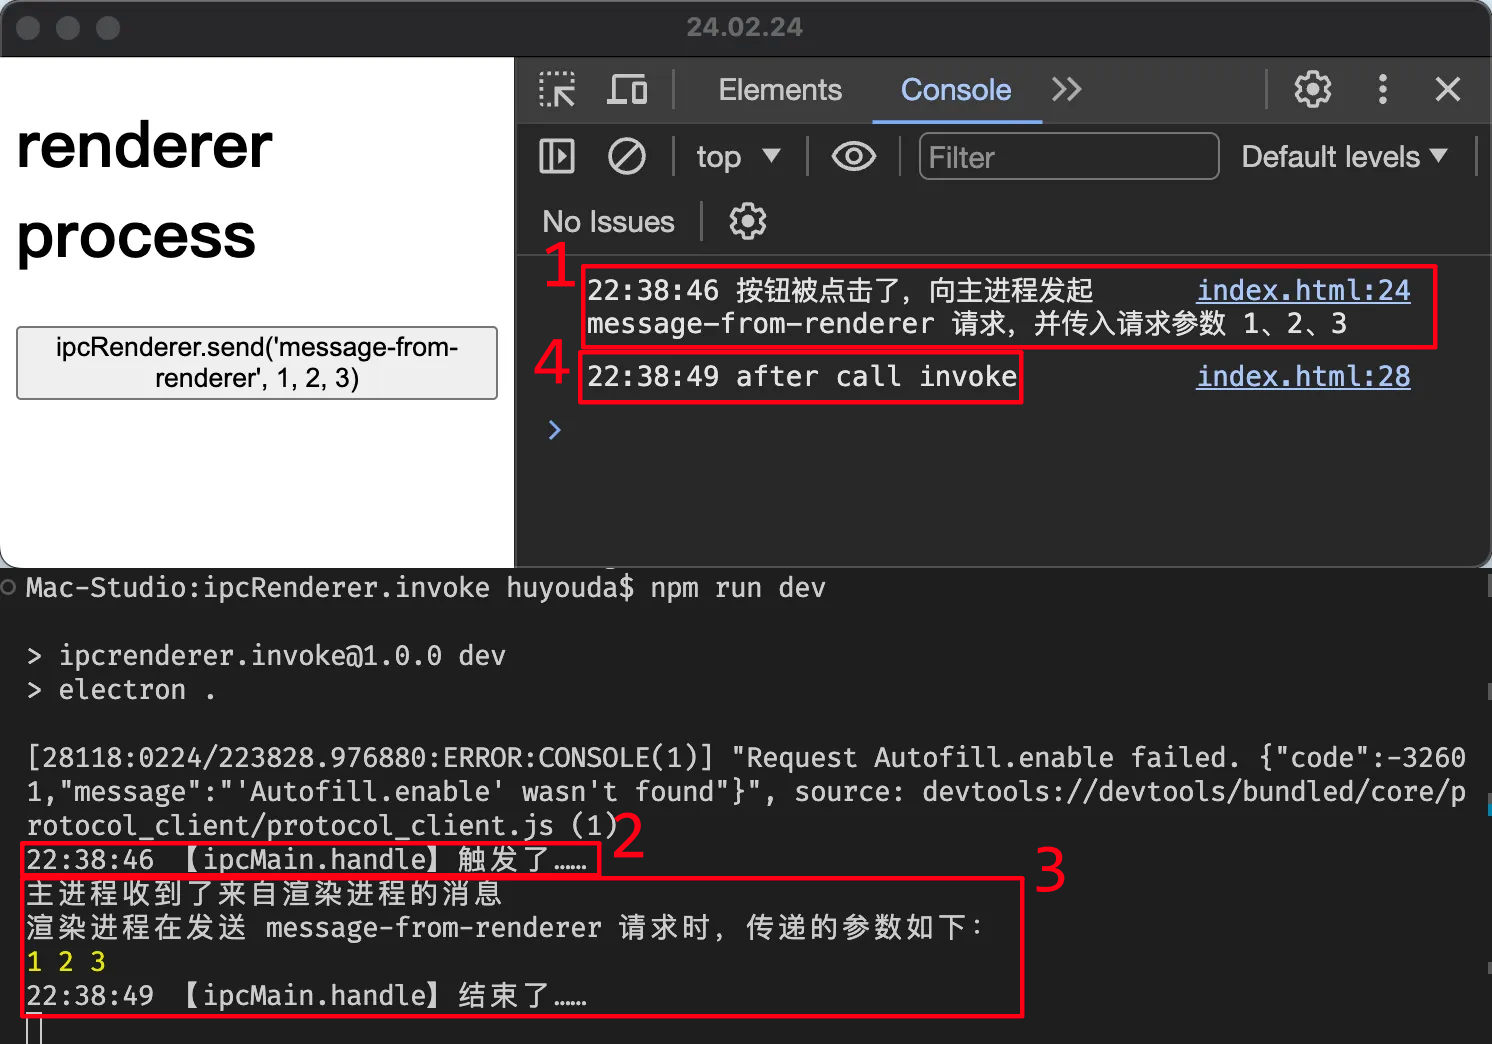 24.02.24
renderer
process
ipcRenderer.send('message-from-
renderer', 1, 2, 3)
Elements Console
top Filter Default levels
No Issues
1
22:38:46 按钮被点击了，向主进程发起 index.html:24
message-from-renderer 请求，并传入请求参数 1、2、3
4
22:38:49 after call invoke index.html:28
Mac-Studio:ipcRenderer.invoke huyouda$ npm run dev
> ipcrenderer.invoke@1.0.0 dev
> electron .
[28118:0224/223828.976880:ERROR:CONSOLE(1)] "Request Autofill.enable failed. {"code":-3260
1,"message":"'Autofill.enable' wasn't found"}", source: devtools://devtools/bundled/core/p
rotocol_client/protocol_client.js (1)
2
22:38:46 【ipcMain.handle】触发了……
3
主进程收到了来自渲染进程的消息
渲染进程在发送 message-from-renderer 请求时，传递的参数如下：
1 2 3
22:38:49 【ipcMain.handle】结束了……